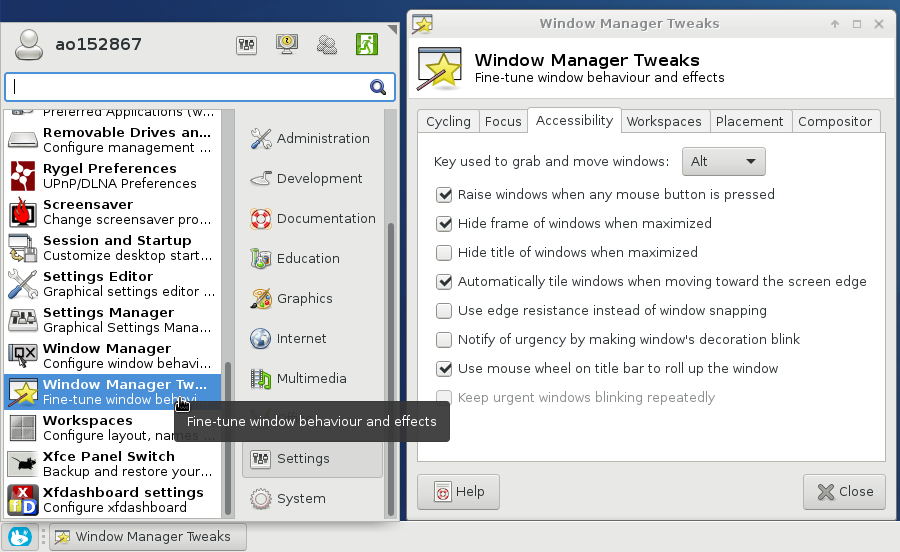 ao152867
Preferred Applications (w...
Removable Drives an...
Configure management ...
Rygel Preferences
UPnP/DLNA Preferences
Screensaver
Change screensaver pro...
Session and Startup
Customize desktop start...
Settings Editor
Graphical settings editor ...
Settings Manager
Graphical Settings Mana...
Window Manager
Configure window behavi...
Window Manager Tw...
Fine-tune window behavi...
Workspaces
Configure layout, names
Xfce Panel Switch
Backup and restore your...
Xfdashboard settings
Configure xfdashboard
Administration
Development
Documentation
Education
Graphics
Internet
Multimedia
Settings
System
Fine-tune window behaviour and effects
Window Manager Tweaks
Window Manager Tweaks
Fine-tune window behaviour and effects
Cycling Focus Accessibility Workspaces Placement Compositor
Key used to grab and move windows: Alt
Raise windows when any mouse button is pressed
Hide frame of windows when maximized
Hide title of windows when maximized
Automatically tile windows when moving toward the screen edge
Use edge resistance instead of window snapping
Notify of urgency by making window's decoration blink
Use mouse wheel on title bar to roll up the window
Keep urgent windows blinking repeatedly
Help Close
Window Manager Tweaks